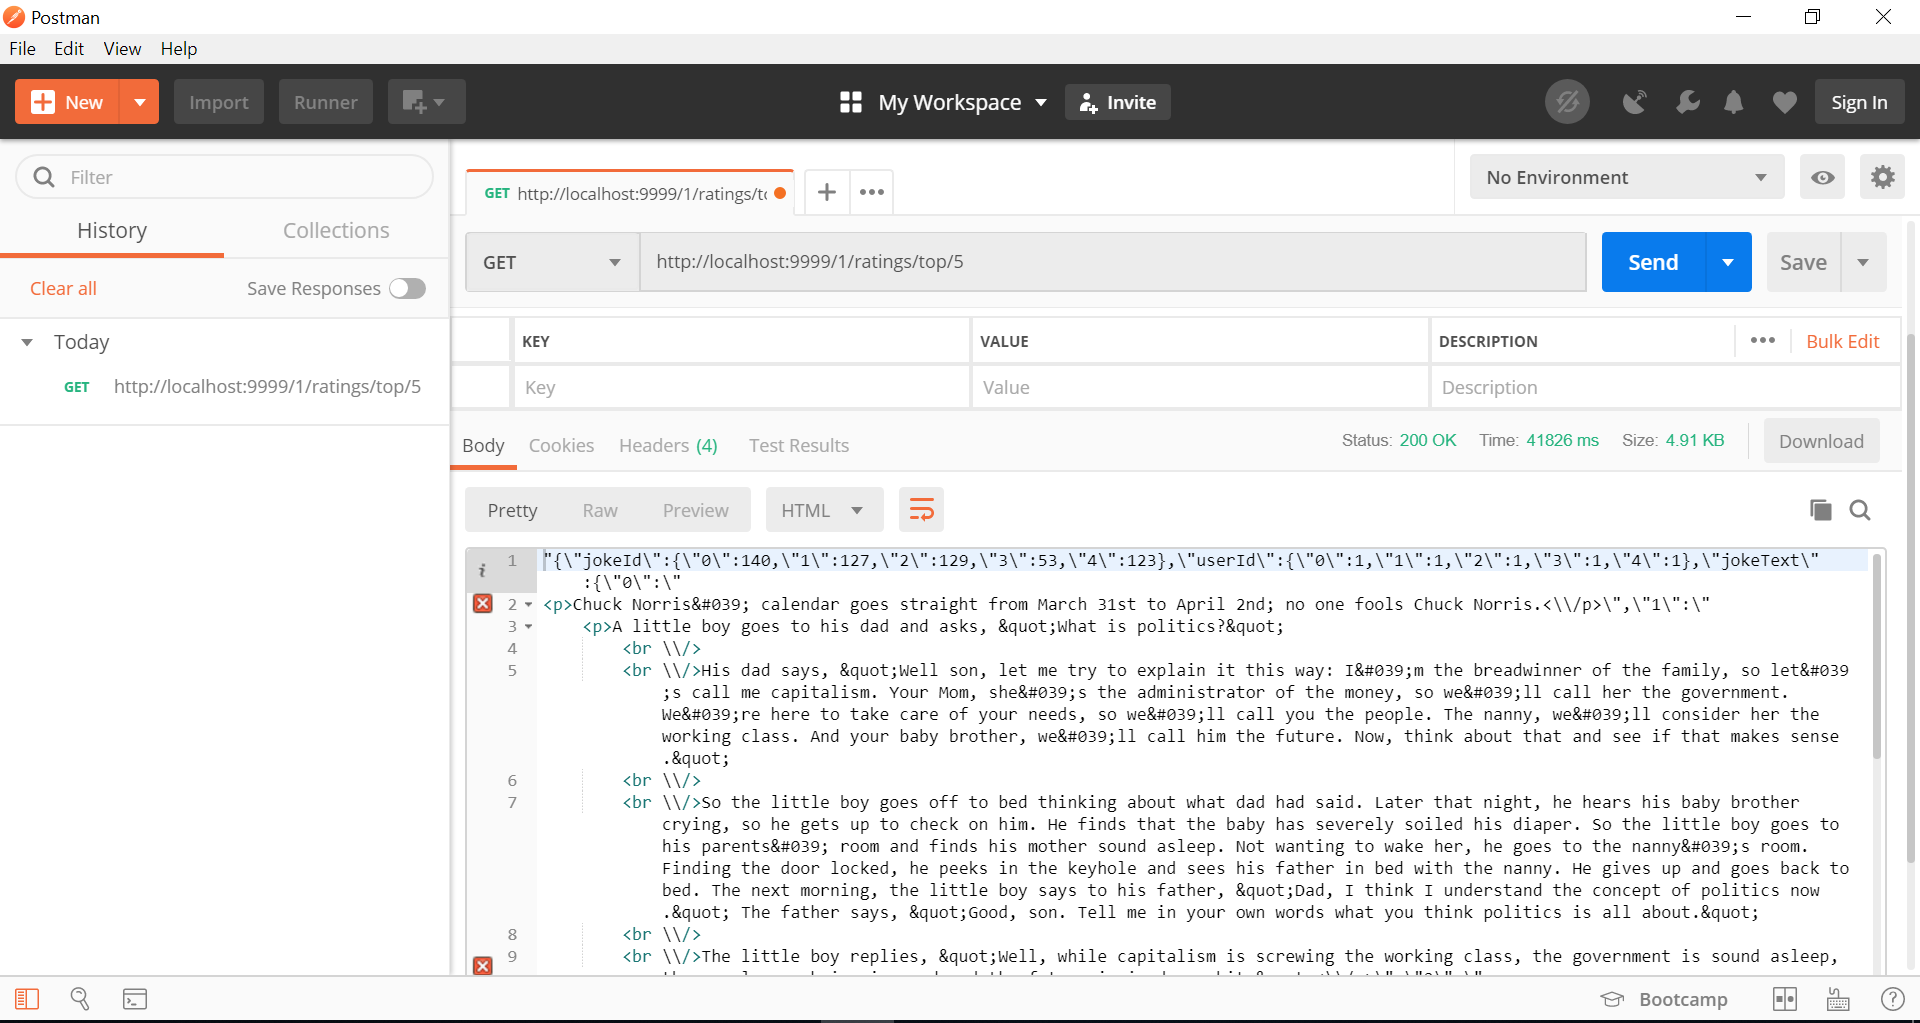 Postman
File Edit View Help
New Import Runner My Workspace Invite Sign In
Filter
History Collections
Clear all Save Responses
Today
GET http://localhost:9999/1/ratings/top/5
GET http://localhost:9999/1/ratings/t
No Environment
GET http://localhost:9999/1/ratings/top/5 Send Save
KEY VALUE DESCRIPTION ••• Bulk Edit
Key Value Description
Body Cookies Headers (4) Test Results Status: 200 OK Time: 41826 ms Size: 4.91 KB Download
Pretty Raw Preview HTML
i 1 "{\"jokeId\":{\"0\":140,\"1\":127,\"2\":129,\"3\":53,\"4\":123},\"userId\":{\"0\":1,\"1\":1,\"2\":1,\"3\":1,\"4\":1},\"jokeText\"
:{\"0\":\"
2 <p>Chuck Norris&#039; calendar goes straight from March 31st to April 2nd; no one fools Chuck Norris.<\\/p>\",\"1\":\"
3 <p>A little boy goes to his dad and asks, &quot;What is politics?&quot;
4 <br \\/>
5 <br \\/>His dad says, &quot;Well son, let me try to explain it this way: I&#039;m the breadwinner of the family, so let&#039
;s call me capitalism. Your Mom, she&#039;s the administrator of the money, so we&#039;ll call her the government.
We&#039;re here to take care of your needs, so we&#039;ll call you the people. The nanny, we&#039;ll consider her the
working class. And your baby brother, we&#039;ll call him the future. Now, think about that and see if that makes sense
.&quot;
6 <br \\/>
7 <br \\/>So the little boy goes off to bed thinking about what dad had said. Later that night, he hears his baby brother
crying, so he gets up to check on him. He finds that the baby has severely soiled his diaper. So the little boy goes to
his parents&#039; room and finds his mother sound asleep. Not wanting to wake her, he goes to the nanny&#039;s room.
Finding the door locked, he peeks in the keyhole and sees his father in bed with the nanny. He gives up and goes back to
bed. The next morning, the little boy says to his father, &quot;Dad, I think I understand the concept of politics now
.&quot; The father says, &quot;Good, son. Tell me in your own words what you think politics is all about.&quot;
8 <br \\/>
9 <br \\/>The little boy replies, &quot;Well, while capitalism is screwing the working class, the government is sound asleep,
Bootcamp